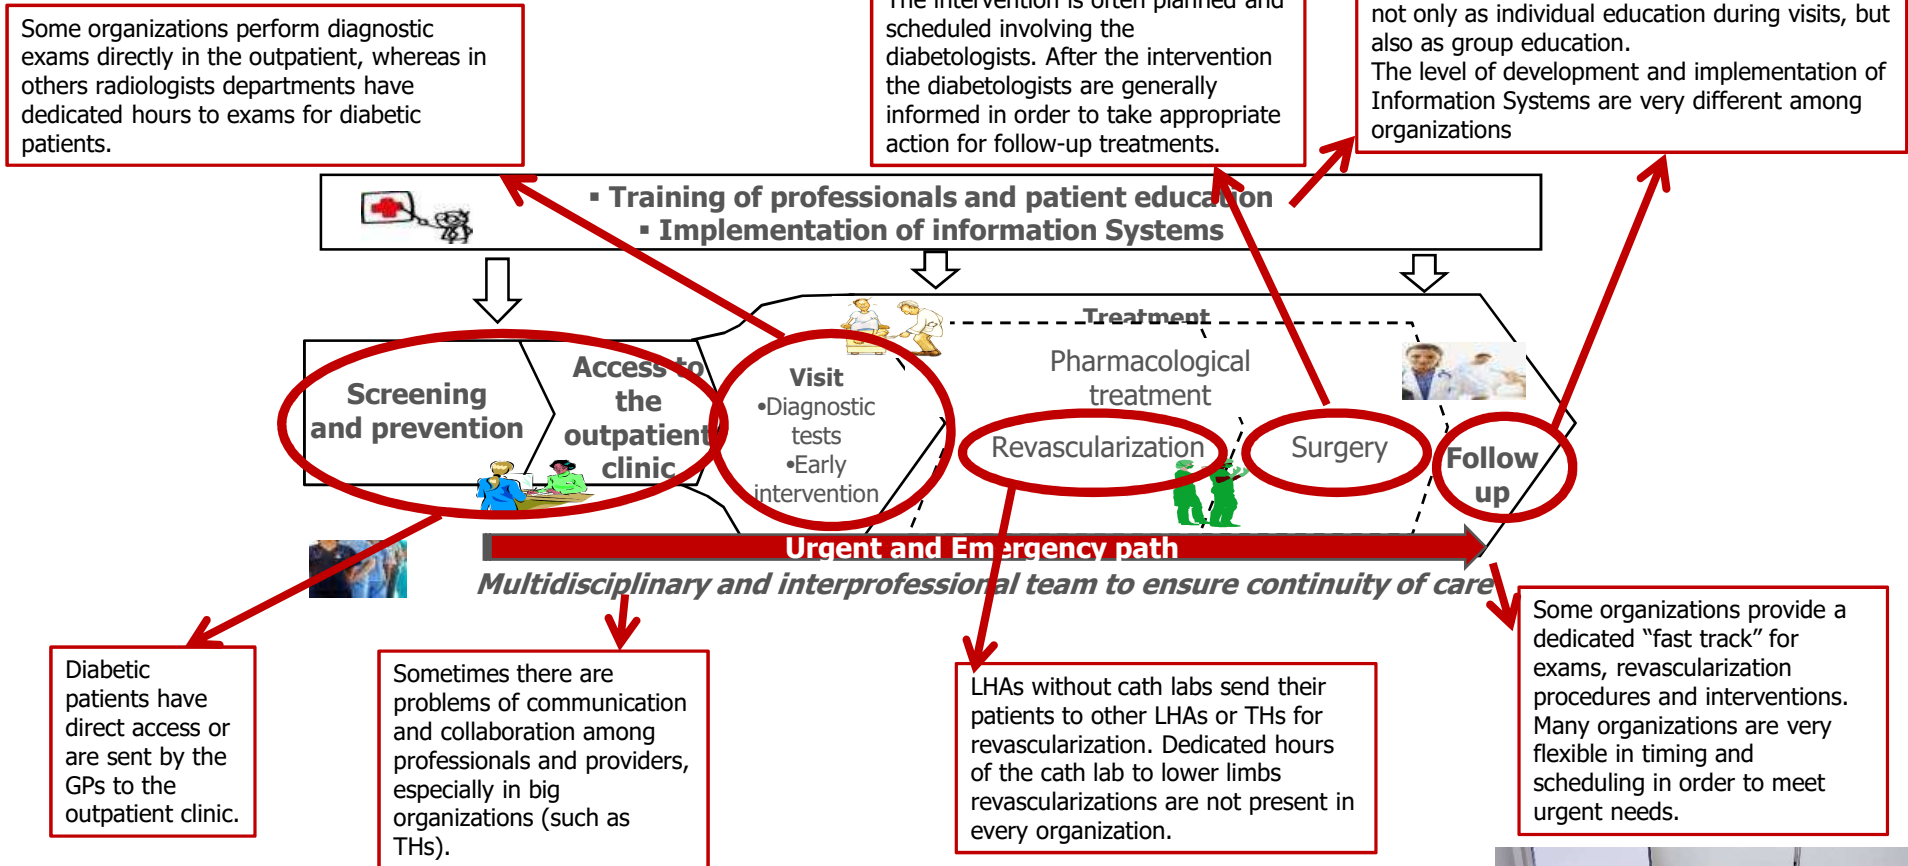 Some organizations perform diagnostic
exams directly in the outpatient, whereas in
others radiologists departments have
dedicated hours to exams for diabetic
patients.
The intervention is often planned and
scheduled involving the
diabetologists. After the intervention
the diabetologists are generally
informed in order to take appropriate
action for follow-up treatments.
not only as individual education during visits, but
also as group education.
The level of development and implementation of
Information Systems are very different among
organizations
▪ Training of professionals and patient education
▪ Implementation of information Systems
Screening
and prevention
Access to
the
outpatient
clinic
Visit
•Diagnostic
tests
•Early
intervention
Treatment
Pharmacological
treatment
Revascularization
Surgery
Follow
up
Urgent and Emergency path
Multidisciplinary and interprofessional team to ensure continuity of care
Diabetic
patients have
direct access or
are sent by the
GPs to the
outpatient clinic.
Sometimes there are
problems of communication
and collaboration among
professionals and providers,
especially in big
organizations (such as
THs).
LHAs without cath labs send their
patients to other LHAs or THs for
revascularization. Dedicated hours
of the cath lab to lower limbs
revascularizations are not present in
every organization.
Some organizations provide a
dedicated “fast track” for
exams, revascularization
procedures and interventions.
Many organizations are very
flexible in timing and
scheduling in order to meet
urgent needs.